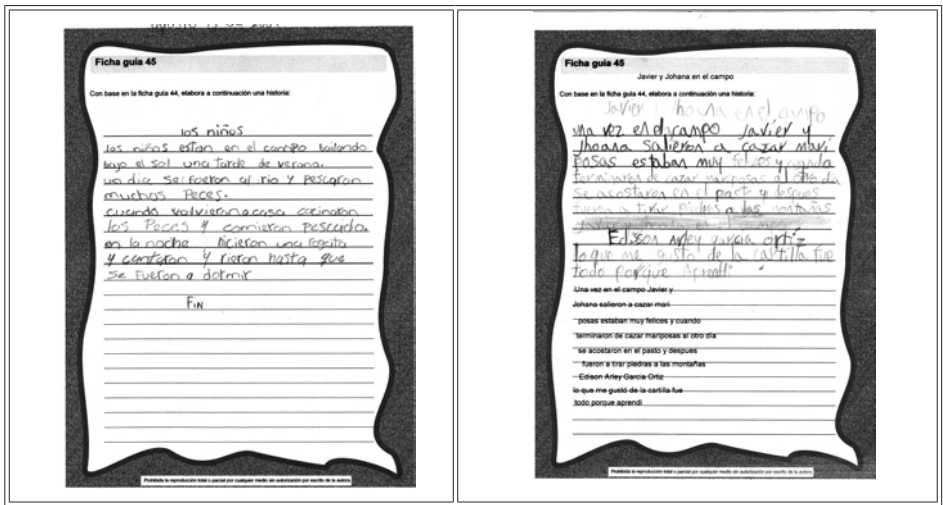 Ficha guía 45
Con base en la ficha guía 44, elabora a continuación una historia:
los niños
los niños estan en el campo bailando
bajo el sol una tarde de verano.
un dia se fueron al rio y pescaron
muchos Peces.
cuando volvieron a casa cocinaron
los Peces y comieron pescado.
en la noche hicieron una fogata
y cantaron y rieron hasta que
se fueron a dormir
FIN
Prohibida la reproducción total o parcial por cualquier medio sin autorización por escrito de la autora.
Ficha guía 45
Javier y Johana en el campo
Con base en la ficha guía 44, elabora a continuación una historia:
Javier en el campo
una vez en el campo Javier y
Jhoana salieron a cazar mari
posas estaban muy felizes y cuando
terminaron de cazar mariposas al otro dia
se acostaron en el pasto y despues
fueron a tirar piedras a las montañas
Edison Arley garcia ortiz
lo que me gusto de la cartilla fue
todo porque Aprendi
Una vez en el campo Javier y
Johana salieron a cazar mari
posas estaban muy felices y cuando
terminaron de cazar mariposas al otro día
se acostaron en el pasto y despues
fueron a tirar piedras a las montañas
Edison Arley Garcia Ortiz
lo que me gustó de la cartilla fue
todo porque aprendí
Prohibida la reproducción total o parcial por cualquier medio sin autorización por escrito de la autora.